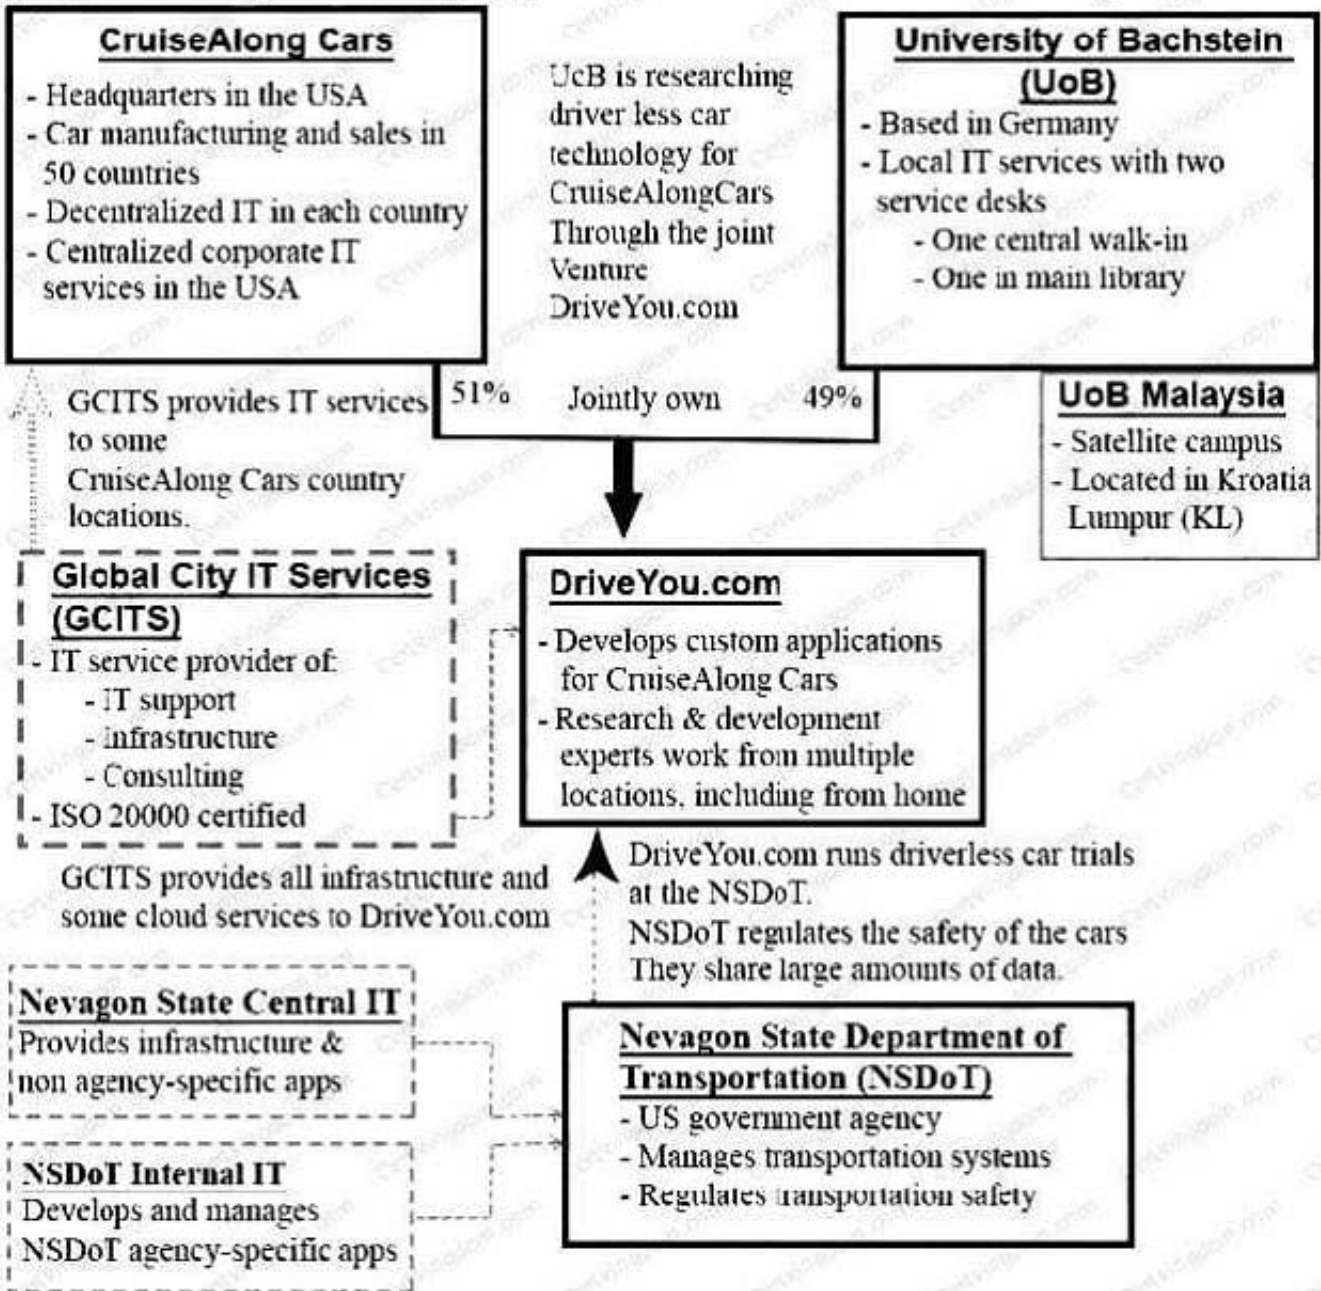 CruiseAlong Cars
- Headquarters in the USA
- Car manufacturing and sales in
50 countries
- Decentralized IT in each country
- Centralized corporate IT
services in the USA
UcB is researching
driver less car
technology for
CruiseAlongCars
Through the joint
Venture
DriveYou.com
University of Bachstein
(UoB)
- Based in Germany
- Local IT services with two
service desks
- One central walk-in
- One in main library
51% Jointly own 49%
UoB Malaysia
- Satellite campus
- Located in Kroatia
Lumpur (KL)
GCITS provides IT services
to some
CruiseAlong Cars country
locations.
Global City IT Services
(GCITS)
- IT service provider of:
- IT support
- Infrastructure
- Consulting
- ISO 20000 certified
DriveYou.com
- Develops custom applications
for CruiseAlong Cars
- Research & development
experts work from multiple
locations, including from home
GCITS provides all infrastructure and
some cloud services to DriveYou.com
DriveYou.com runs driverless car trials
at the NSDoT.
NSDoT regulates the safety of the cars
They share large amounts of data.
Nevagon State Central IT
Provides infrastructure &
non agency-specific apps
NSDoT Internal IT
Develops and manages
NSDoT agency-specific apps
Nevagon State Department of
Transportation (NSDoT)
- US government agency
- Manages transportation systems
- Regulates transportation safety